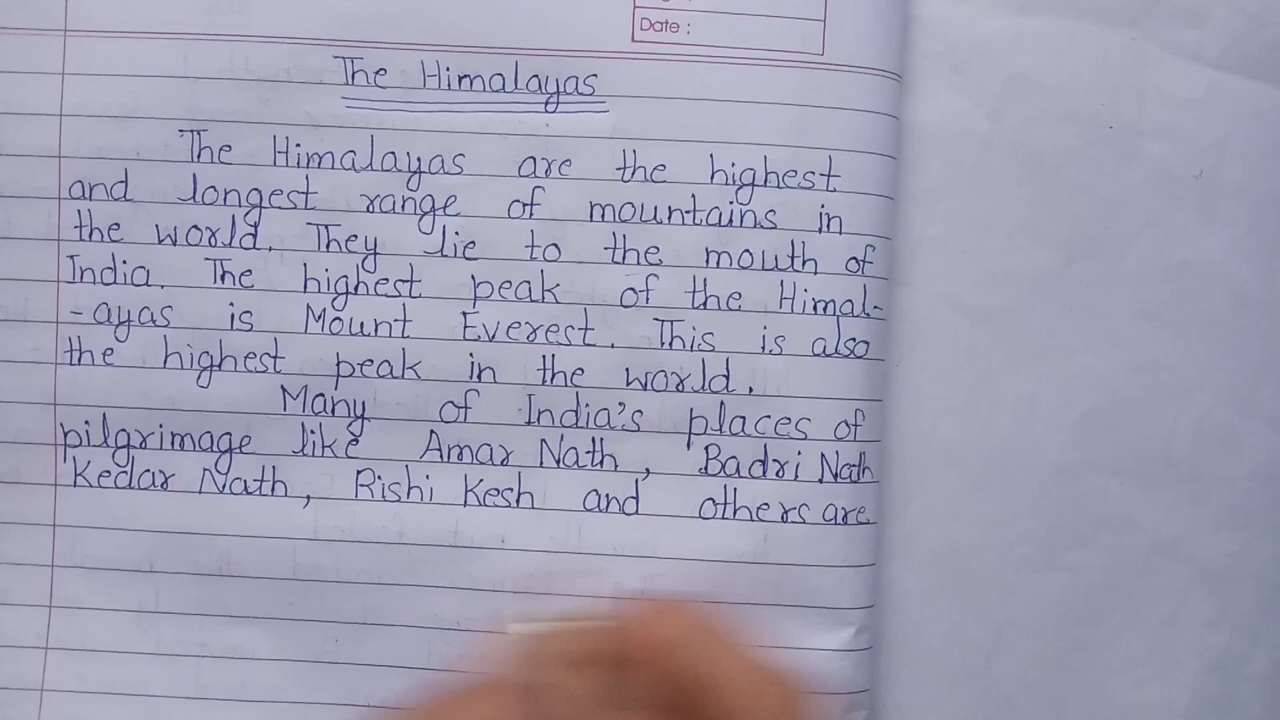 Date :
The Himalayas
The Himalayas are the highest
and longest range of mountains in
the world. They lie to the mouth of
India. The highest peak of the Himal-
-ayas is Mount Everest. This is also
the highest peak in the world.
Many of India's places of
pilgrimage like Amar Nath, Badri Nath
Kedar Nath, Rishi Kesh and others are